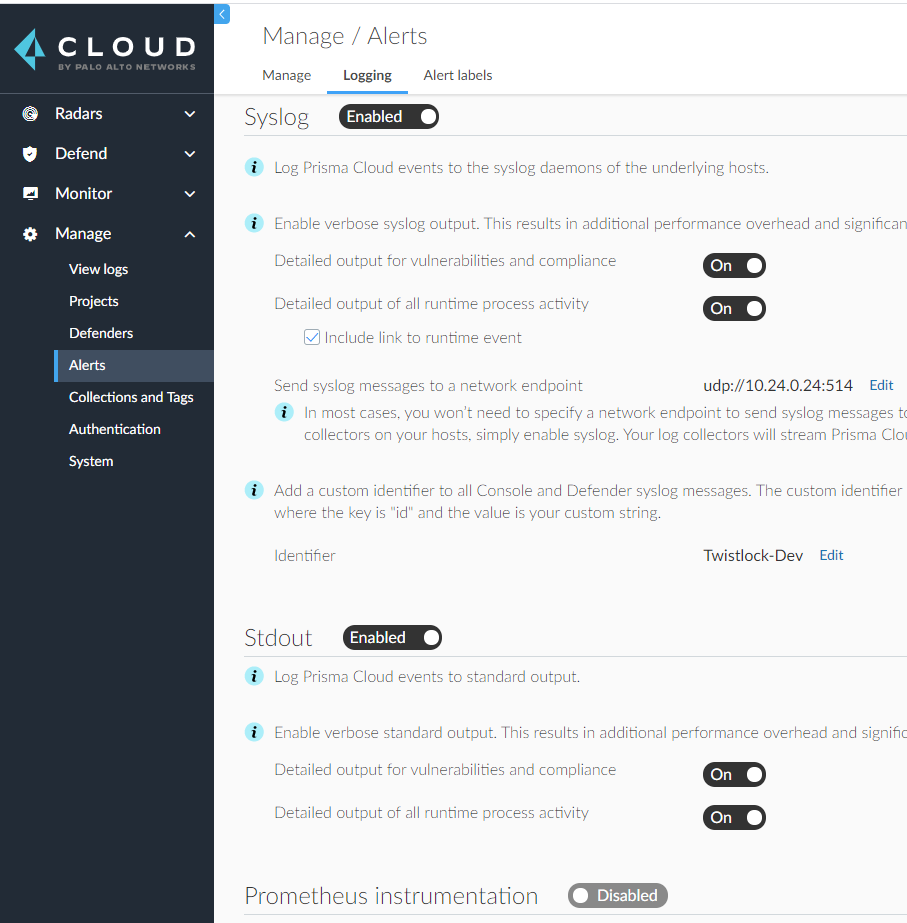 CLOUD
BY PALO ALTO NETWORKS
Radars
Defend
Monitor
Manage
View logs
Projects
Defenders
Alerts
Collections and Tags
Authentication
System
Manage / Alerts
Manage Logging Alert labels
Syslog Enabled
Log Prisma Cloud events to the syslog daemons of the underlying hosts.
Enable verbose syslog output. This results in additional performance overhead and significan
Detailed output for vulnerabilities and compliance On
Detailed output of all runtime process activity On
Include link to runtime event
Send syslog messages to a network endpoint udp://10.24.0.24:514 Edit
In most cases, you won't need to specify a network endpoint to send syslog messages to
collectors on your hosts, simply enable syslog. Your log collectors will stream Prisma Clo
Add a custom identifier to all Console and Defender syslog messages. The custom identifier
where the key is "id" and the value is your custom string.
Identifier Twistlock-Dev Edit
Stdout Enabled
Log Prisma Cloud events to standard output.
Enable verbose standard output. This results in additional performance overhead and signific
Detailed output for vulnerabilities and compliance On
Detailed output of all runtime process activity On
Prometheus instrumentation Disabled